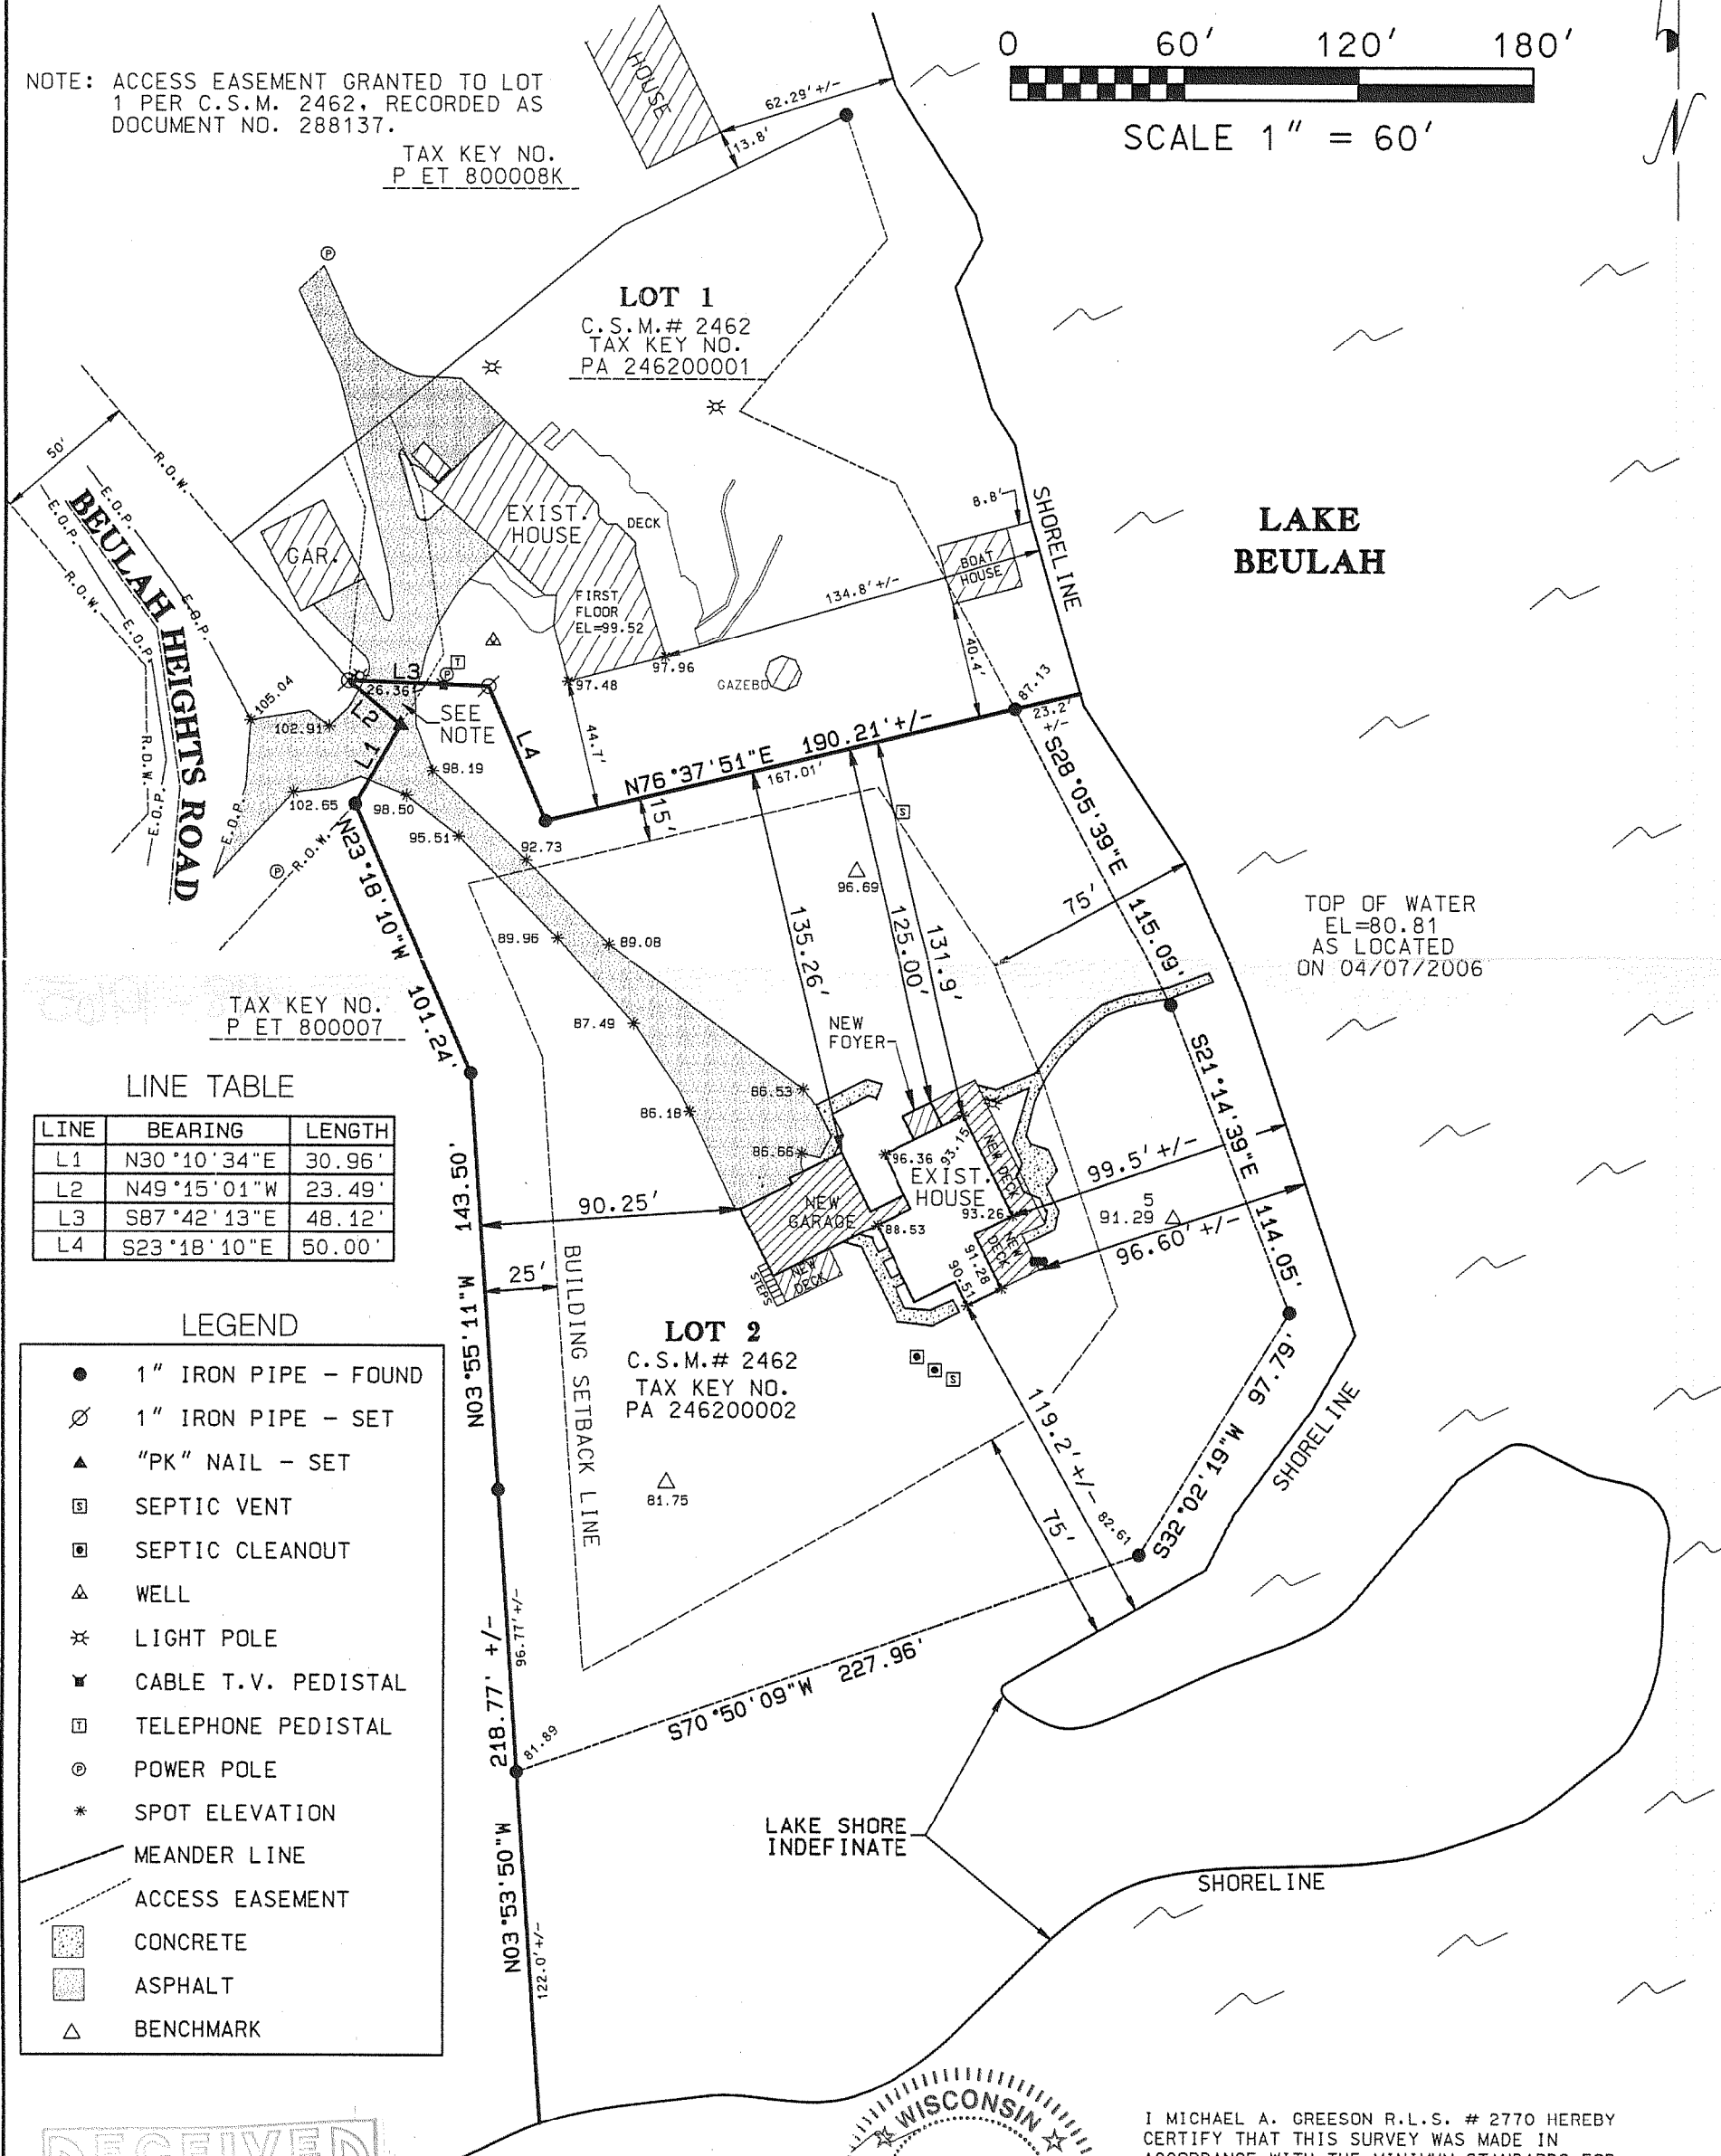 0 60' 120' 180'
SCALE 1" = 60'
N
NOTE: ACCESS EASEMENT GRANTED TO LOT
1 PER C.S.M. 2462, RECORDED AS
DOCUMENT NO. 288137.
TAX KEY NO.
P ET 800008K
HOUSE
62.29' +/-
13.8'
LOT 1
C.S.M.# 2462
TAX KEY NO.
PA 246200001
50'
R.O.W.
E.O.P.
E.O.P.
E.O.P.
E.O.P.
R.O.W.
R.O.W.
E.O.P.
E.O.P.
R.O.W.
BEULAH HEIGHTS ROAD
GAR.
EXIST.
HOUSE
DECK
FIRST
FLOOR
EL=99.52
8.8'
SHORELINE
BOAT
HOUSE
134.8' +/-
40.4'
LAKE
BEULAH
P
P
P
T
L3
26.36'
L2
L1
L4
SEE
NOTE
105.04
102.91
102.65
98.50
98.19
95.51
92.73
97.48
97.96
GAZEBO
44.7'
87.13
23.2'
+/-
N76°37'51"E 190.21' +/-
167.01'
15'
S
96.69
S28°05'39"E 115.09'
75'
N23°18'10"W 101.24'
135.26'
125.00'
131.9'
89.96
89.08
87.49
86.53
86.18
86.66
TOP OF WATER
EL=80.81
AS LOCATED
ON 04/07/2006
TAX KEY NO.
P ET 800007
NEW
FOYER
LINE TABLE
LINE BEARING LENGTH
L1 N30°10'34"E 30.96'
L2 N49°15'01"W 23.49'
L3 S87°42'13"E 48.12'
L4 S23°18'10"E 50.00'
S21°14'39"E 114.05'
99.5' +/-
96.36
93.15
EXIST.
HOUSE
NEW DECK
93.26
NEW
GARAGE
88.53
NEW
DECK
91.28
90.51
5
91.29
96.60' +/-
NEW
DECK
STEPS
90.25'
25'
N03°55'11"W 143.50'
BUILDING SETBACK LINE
LOT 2
C.S.M.# 2462
TAX KEY NO.
PA 246200002
S
81.75
119.2' +/-
75'
82.61
S32°02'19"W 97.79'
SHORELINE
LEGEND
1" IRON PIPE - FOUND
1" IRON PIPE - SET
"PK" NAIL - SET
S SEPTIC VENT
SEPTIC CLEANOUT
WELL
LIGHT POLE
CABLE T.V. PEDISTAL
T TELEPHONE PEDISTAL
P POWER POLE
SPOT ELEVATION
MEANDER LINE
ACCESS EASEMENT
CONCRETE
ASPHALT
BENCHMARK
96.77' +/-
218.77' +/-
81.89
S70°50'09"W 227.96'
N03°53'50"W
122.0' +/-
LAKE SHORE
INDEFINATE
SHORELINE
RECEIVED
WISCONSIN
I MICHAEL A. GREESON R.L.S. # 2770 HEREBY
CERTIFY THAT THIS SURVEY WAS MADE IN
ACCORDANCE WITH THE MINIMUM STANDARDS FOR